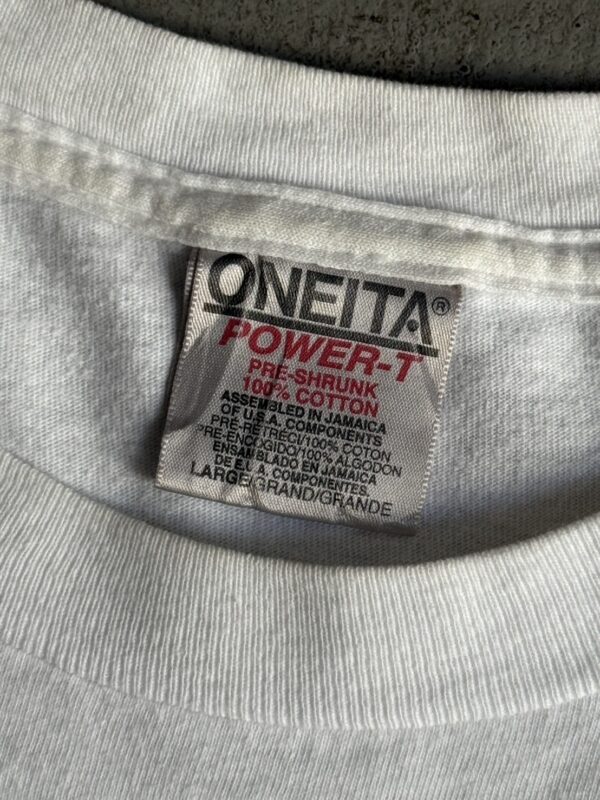 ONEITA®
POWER-T
PRE-SHRUNK
100% COTTON
ASSEMBLED IN JAMAICA
OF U.S.A. COMPONENTS
PRE-RETRECI/100% COTON
PRE-ENCOGIDO/100% ALGODON
ENSAMBLADO EN JAMAICA
DE E.U.A. COMPONENTES.
LARGE/GRAND/GRANDE